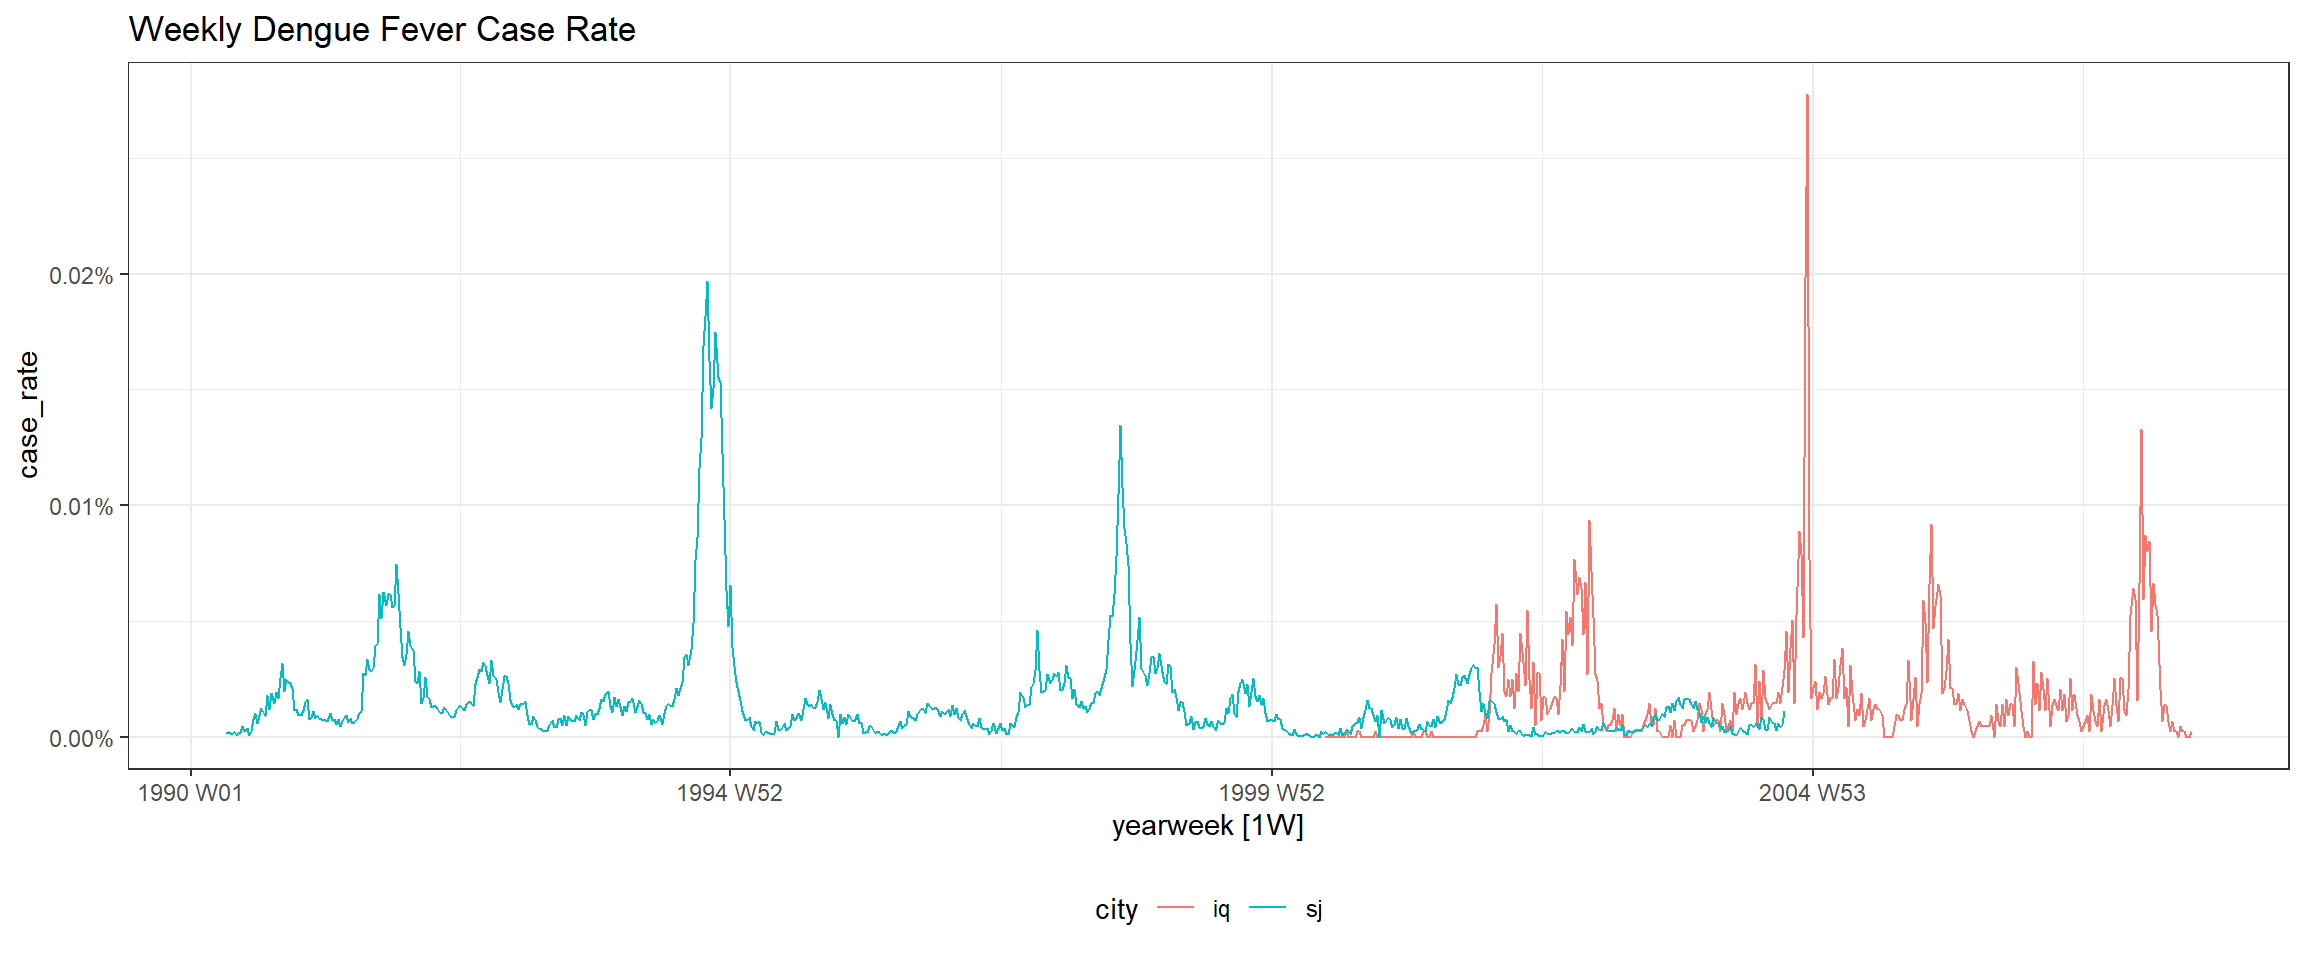 Weekly Dengue Fever Case Rate
case_rate
0.02%
0.01%
0.00%
1990 W01 1994 W52 1999 W52 2004 W53
yearweek [1W]
city iq sj